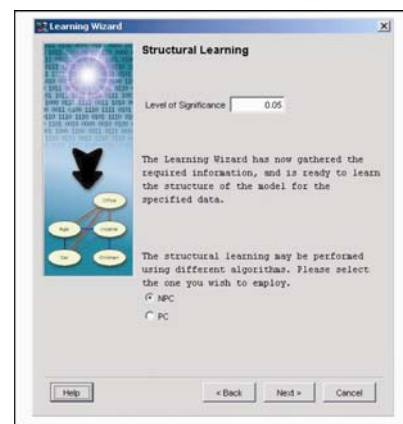 Learning Wizard
Structural Learning
Level of Significance 0.05
The Learning Wizard has now gathered the
required information, and is ready to learn
the structure of the model for the
specified data.
The structural learning may be performed
using different algorithms. Please select
the one you wish to employ.
NPC
PC
Help
< Back
Next >
Cancel